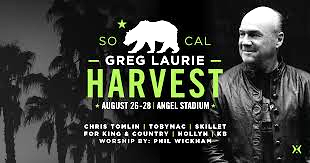 SO CAL
GREG LAURIE
HARVEST
AUGUST 26-28 | ANGEL STADIUM
CHRIS TOMLIN | TOBYMAC | SKILLET
FOR KING & COUNTRY | HOLLYN | KB
WORSHIP BY: PHIL WICKHAM